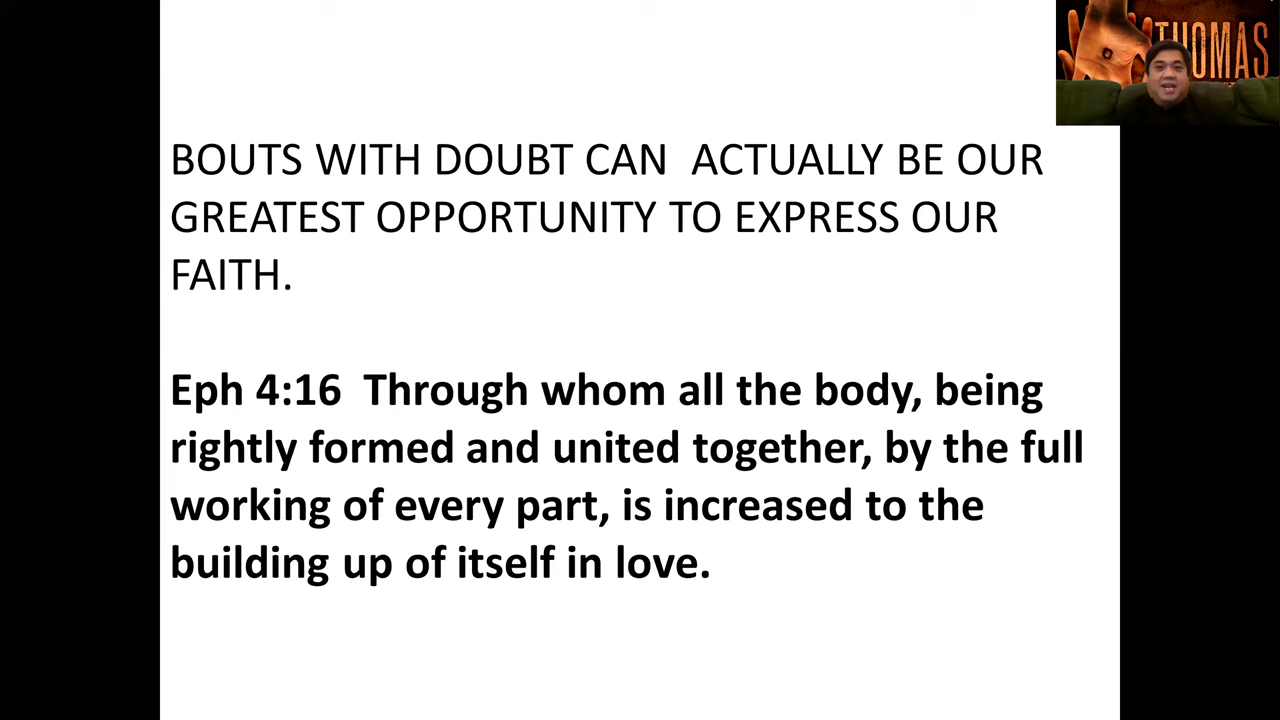 THOMAS
BOUTS WITH DOUBT CAN  ACTUALLY BE OUR
GREATEST OPPORTUNITY TO EXPRESS OUR
FAITH.
Eph 4:16  Through whom all the body, being
rightly formed and united together, by the full
working of every part, is increased to the
building up of itself in love.